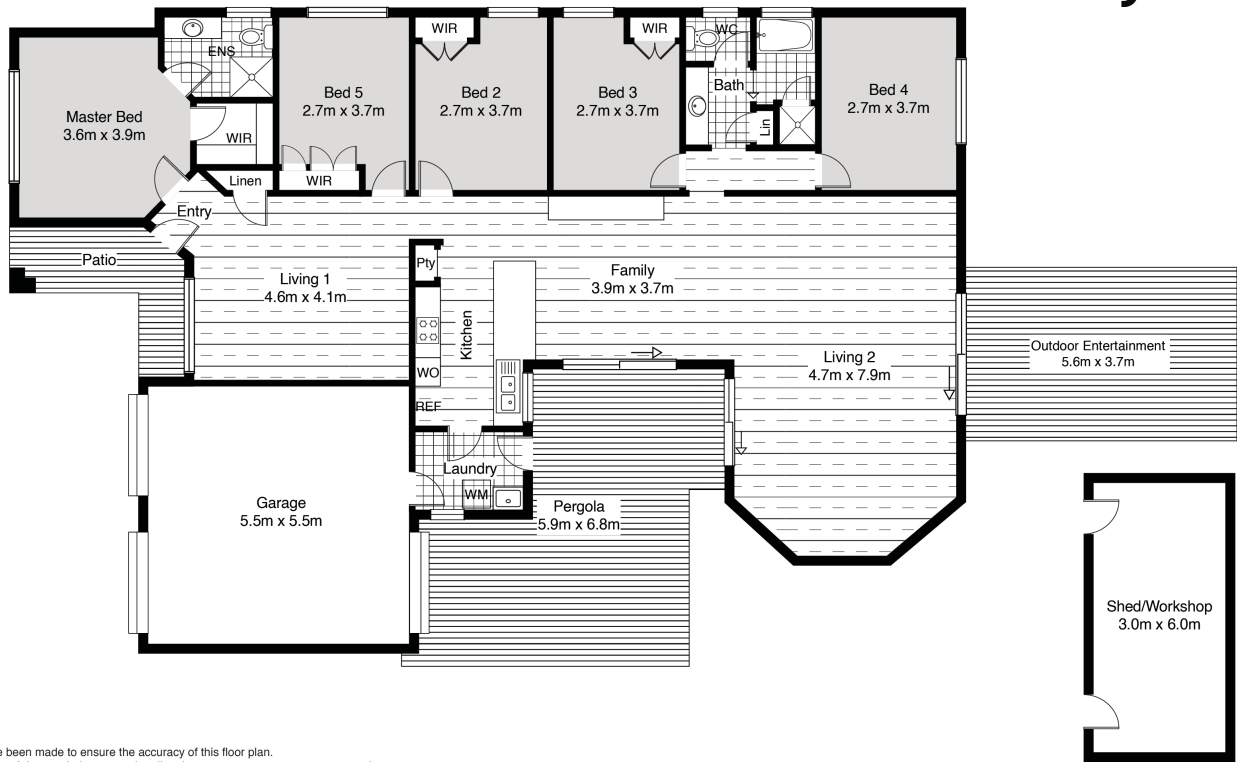 WIR
WIR
WC
ENS
Bed 5
2.7m x 3.7m
Bed 2
2.7m x 3.7m
Bed 3
2.7m x 3.7m
Bath
Bed 4
2.7m x 3.7m
Master Bed
3.6m x 3.9m
WIR
Lin
Linen
WIR
Entry
Patio
Pty
Living 1
4.6m x 4.1m
Family
3.9m x 3.7m
Kitchen
WO
REF
Living 2
4.7m x 7.9m
Outdoor Entertainment
5.6m x 3.7m
Laundry
WM
Garage
5.5m x 5.5m
Pergola
5.9m x 6.8m
Shed/Workshop
3.0m x 6.0m
been made to ensure the accuracy of this floor plan.